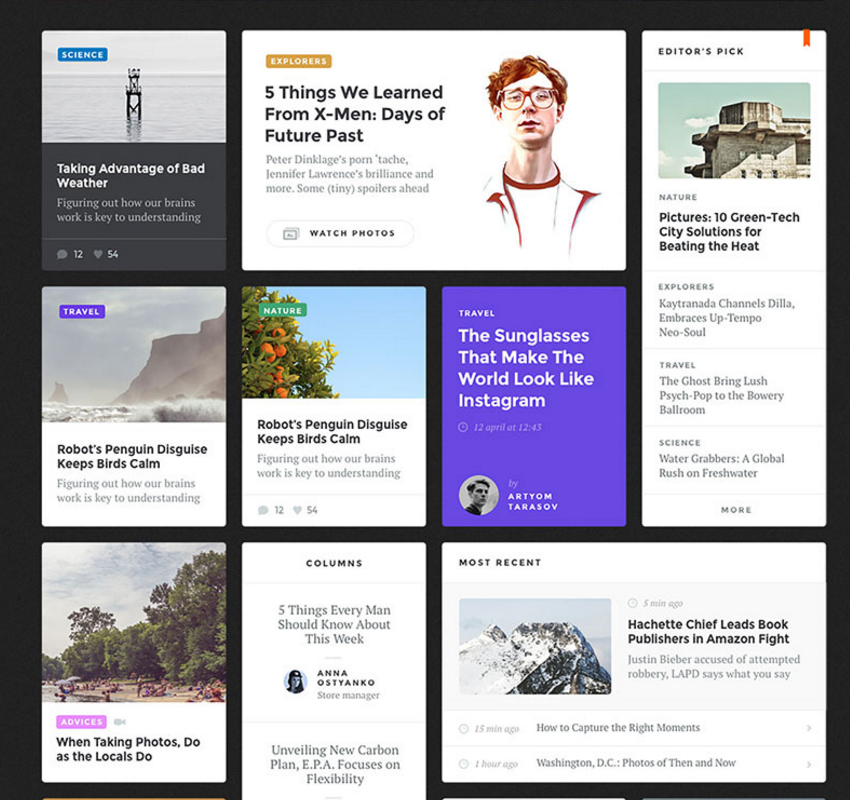 SCIENCE
Taking Advantage of Bad
Weather
Figuring out how our brains
work is key to understanding
12 54
EXPLORERS
5 Things We Learned
From X-Men: Days of
Future Past
Peter Dinklage's porn 'tache,
Jennifer Lawrence's brilliance and
more. Some (tiny) spoilers ahead
WATCH PHOTOS
EDITOR'S PICK
NATURE
Pictures: 10 Green-Tech
City Solutions for
Beating the Heat
EXPLORERS
Kaytranada Channels Dilla,
Embraces Up-Tempo
Neo-Soul
TRAVEL
The Ghost Bring Lush
Psych-Pop to the Bowery
Ballroom
SCIENCE
Water Grabbers: A Global
Rush on Freshwater
MORE
TRAVEL
Robot's Penguin Disguise
Keeps Birds Calm
Figuring out how our brains
work is key to understanding
NATURE
Robot's Penguin Disguise
Keeps Birds Calm
Figuring out how our brains
work is key to understanding
12 54
TRAVEL
The Sunglasses
That Make The
World Look Like
Instagram
12 april at 12:43
by
ARTYOM
TARASOV
ADVICES
When Taking Photos, Do
as the Locals Do
COLUMNS
5 Things Every Man
Should Know About
This Week
ANNA
OSTYANKO
Store manager
Unveiling New Carbon
Plan, E.P.A. Focuses on
Flexibility
MOST RECENT
5 min ago
Hachette Chief Leads Book
Publishers in Amazon Fight
Justin Bieber accused of attempted
robbery, LAPD says what you say
15 min ago How to Capture the Right Moments
1 hour ago Washington, D.C.: Photos of Then and Now